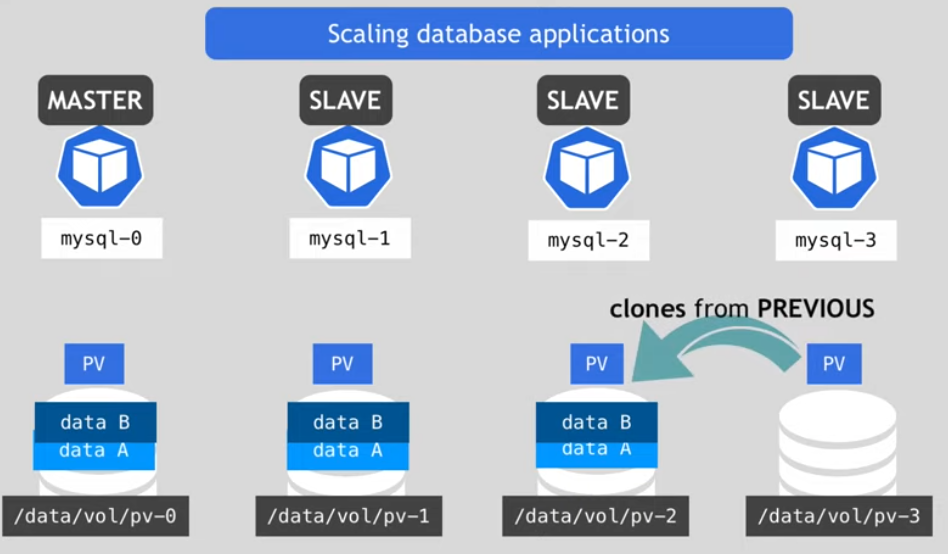 Scaling database applications
MASTER
SLAVE
SLAVE
SLAVE
mysql-0
mysql-1
mysql-2
mysql-3
clones from PREVIOUS
PV
PV
PV
PV
data B
data B
data B
data A
data A
data A
/data/vol/pv-0
/data/vol/pv-1
/data/vol/pv-2
/data/vol/pv-3